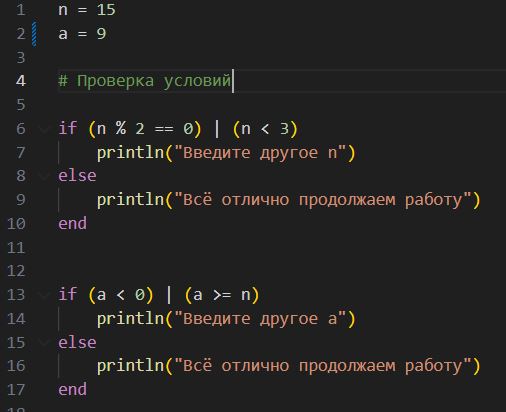 1 n = 15
2 a = 9
3
4 # Проверка условий
5
6 if (n % 2 == 0) | (n < 3)
7     println("Введите другое n")
8 else
9     println("Всё отлично продолжаем работу")
10 end
11
12
13 if (a < 0) | (a >= n)
14     println("Введите другое a")
15 else
16     println("Всё отлично продолжаем работу")
17 end